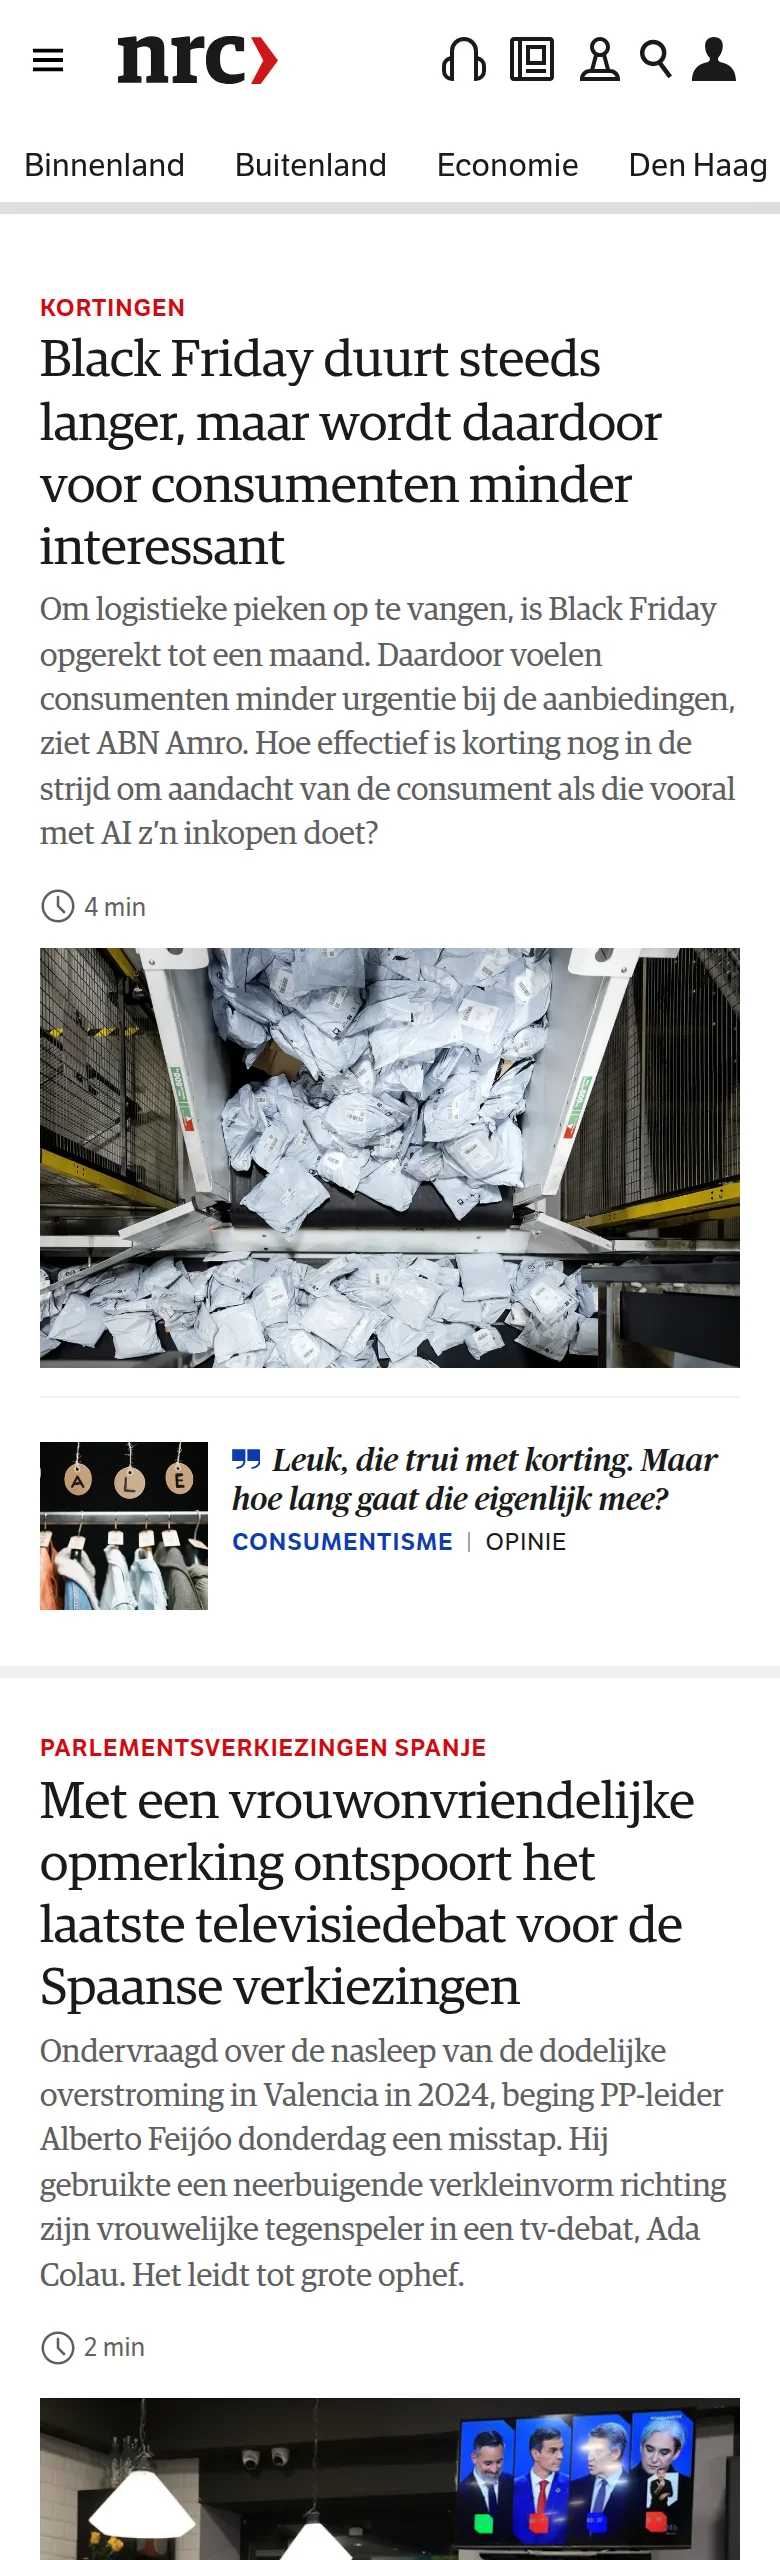 nrc
Binnenland Buitenland Economie Den Haag
KORTINGEN
Black Friday duurt steeds
langer, maar wordt daardoor
voor consumenten minder
interessant
Om logistieke pieken op te vangen, is Black Friday
opgerekt tot een maand. Daardoor voelen
consumenten minder urgentie bij de aanbiedingen,
ziet ABN Amro. Hoe effectief is korting nog in de
strijd om aandacht van de consument als die vooral
met AI z’n inkopen doet?
4 min
A L E
Leuk, die trui met korting. Maar
hoe lang gaat die eigenlijk mee?
CONSUMENTISME | OPINIE
PARLEMENTSVERKIEZINGEN SPANJE
Met een vrouwonvriendelijke
opmerking ontspoort het
laatste televisiedebat voor de
Spaanse verkiezingen
Ondervraagd over de nasleep van de dodelijke
overstroming in Valencia in 2024, beging PP-leider
Alberto Feijóo donderdag een misstap. Hij
gebruikte een neerbuigende verkleinvorm richting
zijn vrouwelijke tegenspeler in een tv-debat, Ada
Colau. Het leidt tot grote ophef.
2 min